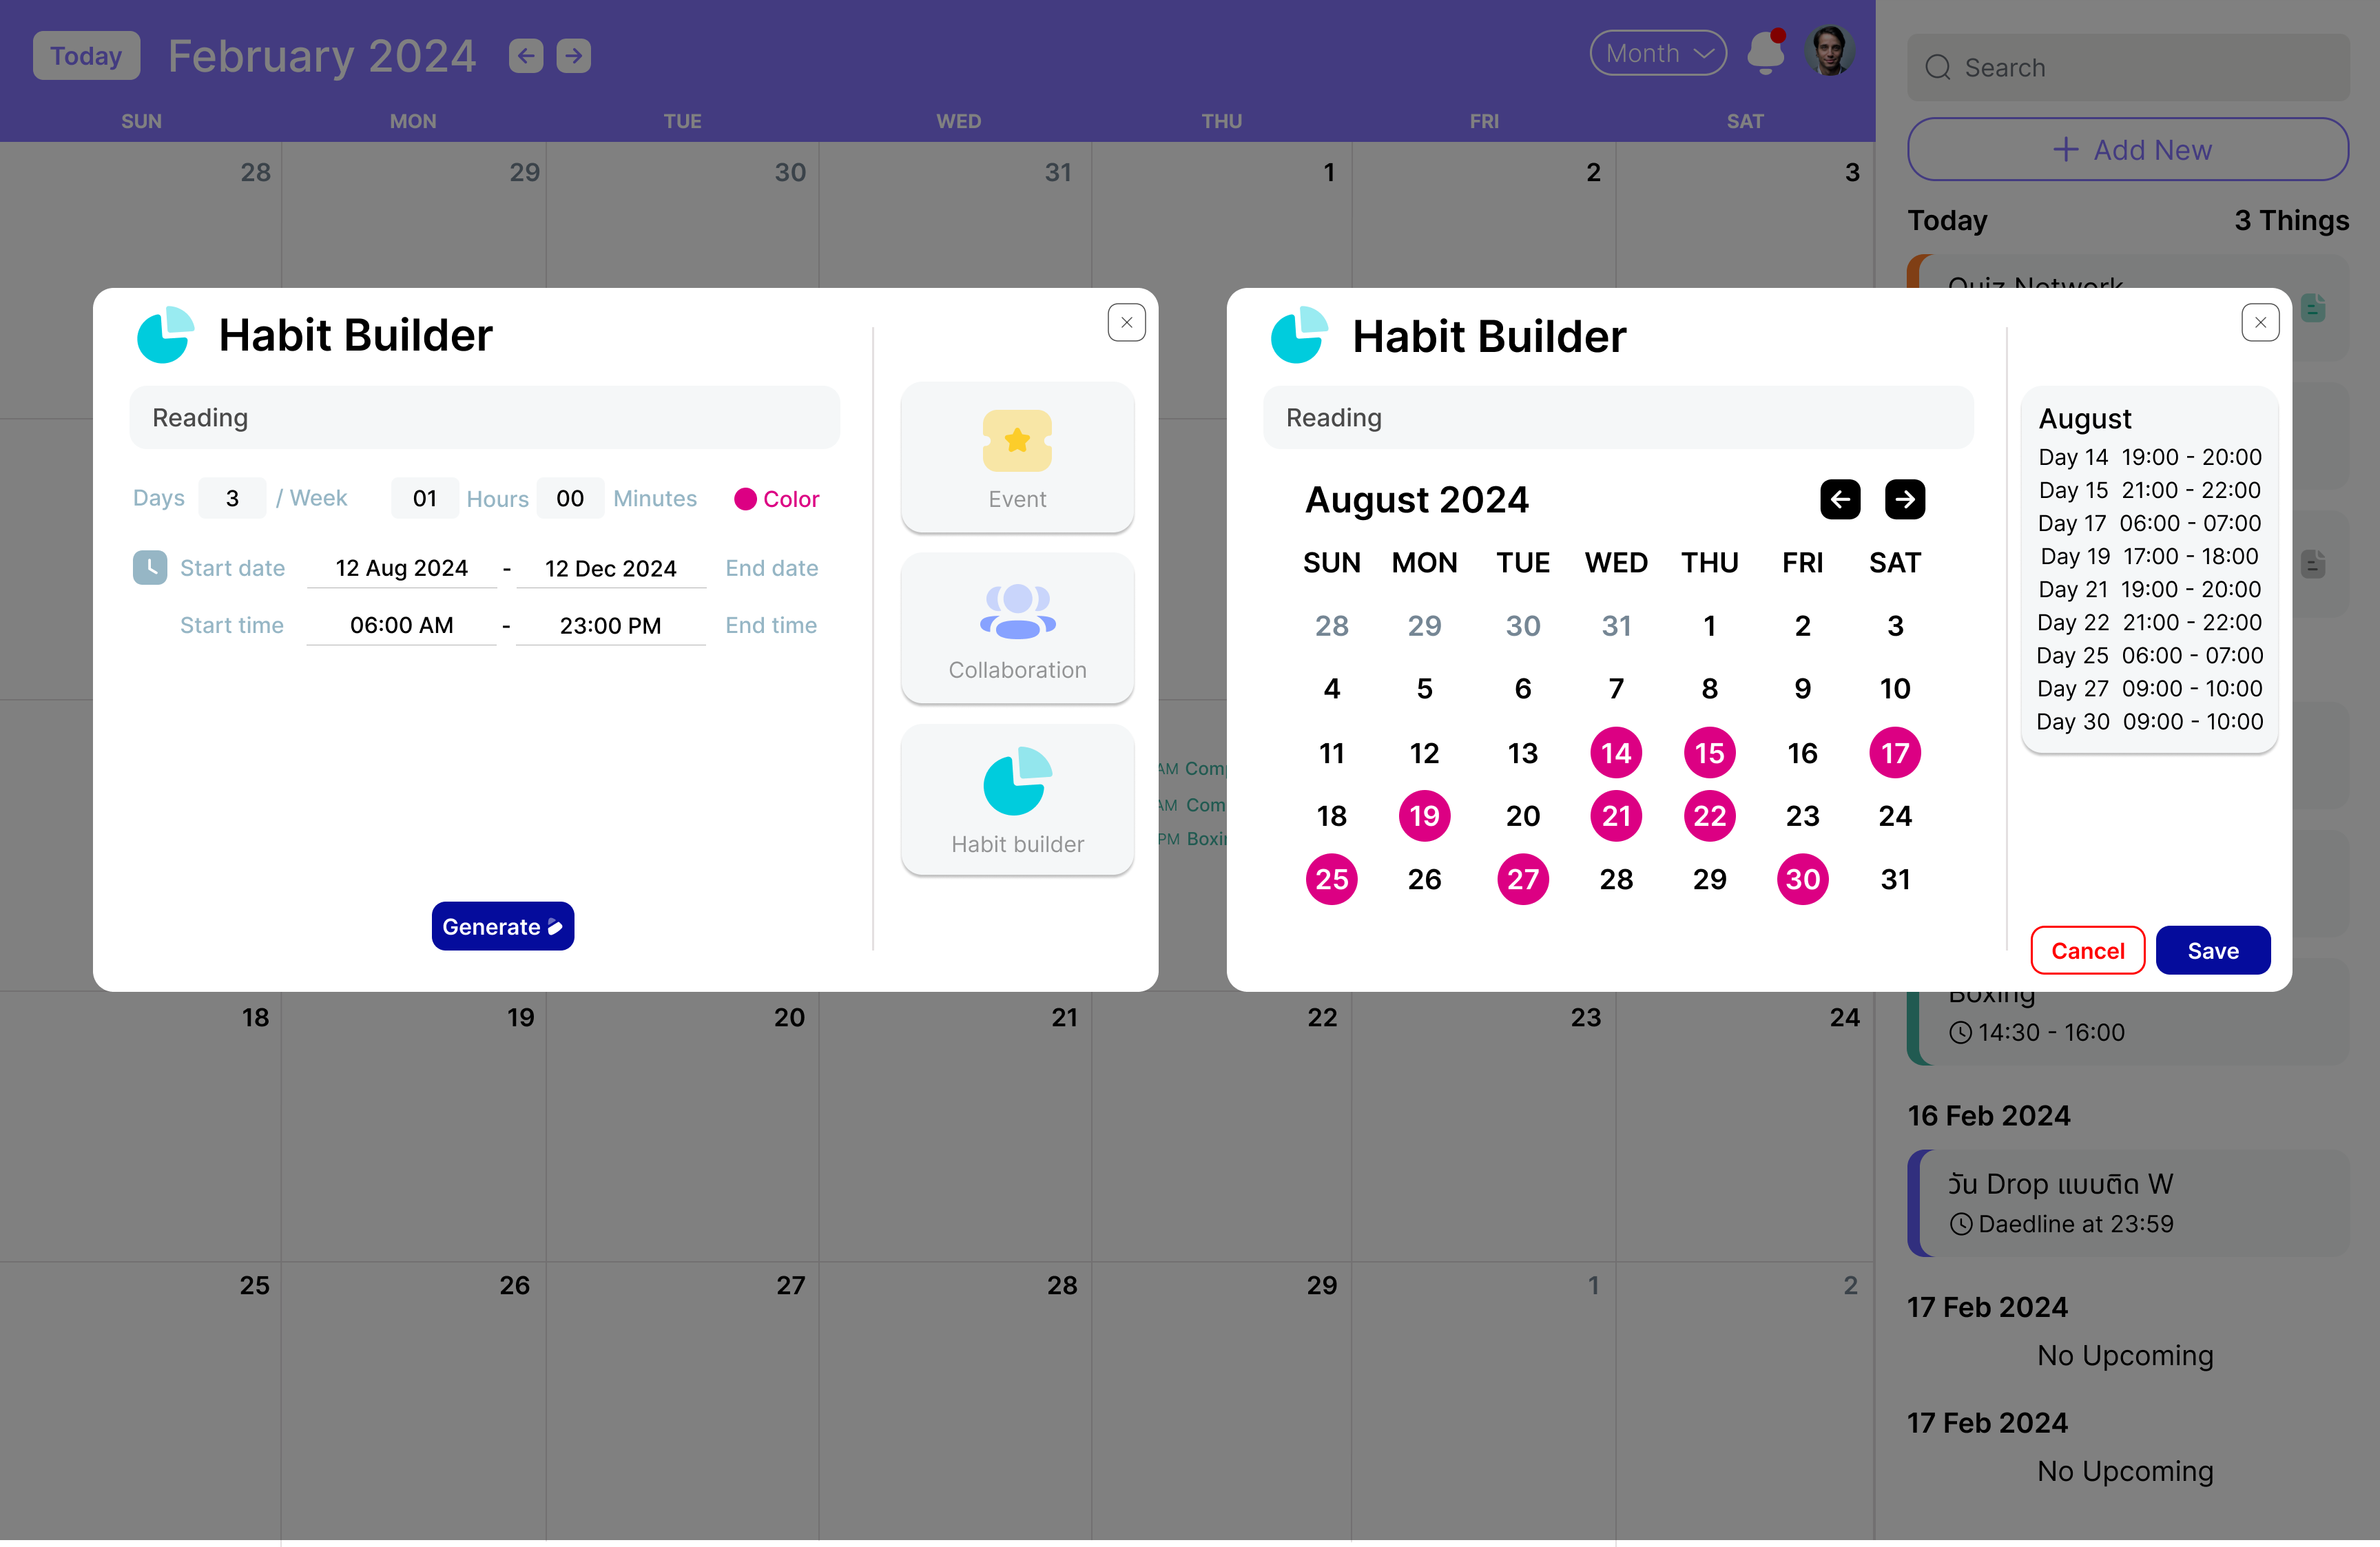 Today
February 2024
Month
Search
SUN MON TUE WED THU FRI SAT
Add New
28 29 30 31 1 2 3
Today 3 Things
Quiz Network
Habit Builder
Reading
Days 3 / Week 01 Hours 00 Minutes Color
Start date 12 Aug 2024 - 12 Dec 2024 End date
Start time 06:00 AM - 23:00 PM End time
Generate
Event
Collaboration
Habit builder
AM Com
AM Com
PM Boxi
Habit Builder
Reading
August 2024
SUN MON TUE WED THU FRI SAT
28 29 30 31 1 2 3
4 5 6 7 8 9 10
11 12 13 14 15 16 17
18 19 20 21 22 23 24
25 26 27 28 29 30 31
August
Day 14 19:00 - 20:00
Day 15 21:00 - 22:00
Day 17 06:00 - 07:00
Day 19 17:00 - 18:00
Day 21 19:00 - 20:00
Day 22 21:00 - 22:00
Day 25 06:00 - 07:00
Day 27 09:00 - 10:00
Day 30 09:00 - 10:00
Cancel
Save
18 19 20 21 22 23 24
Boxing
14:30 - 16:00
16 Feb 2024
วัน Drop แบบติด W
Daedline at 23:59
25 26 27 28 29 1 2
17 Feb 2024
No Upcoming
17 Feb 2024
No Upcoming